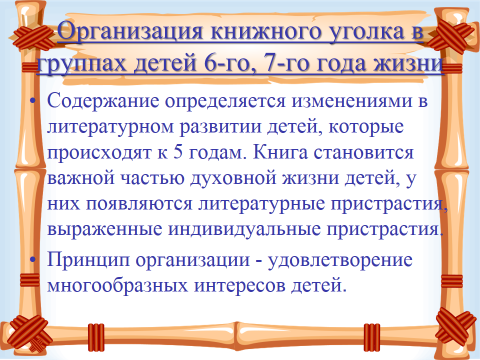 Организация книжного уголка в
группах детей 6-го, 7-го года жизни
• Содержание определяется изменениями в
литературном развитии детей, которые
происходят к 5 годам. Книга становится
важной частью духовной жизни детей, у
них появляются литературные пристрастия,
выраженные индивидуальные пристрастия.
• Принцип организации - удовлетворение
многообразных интересов детей.